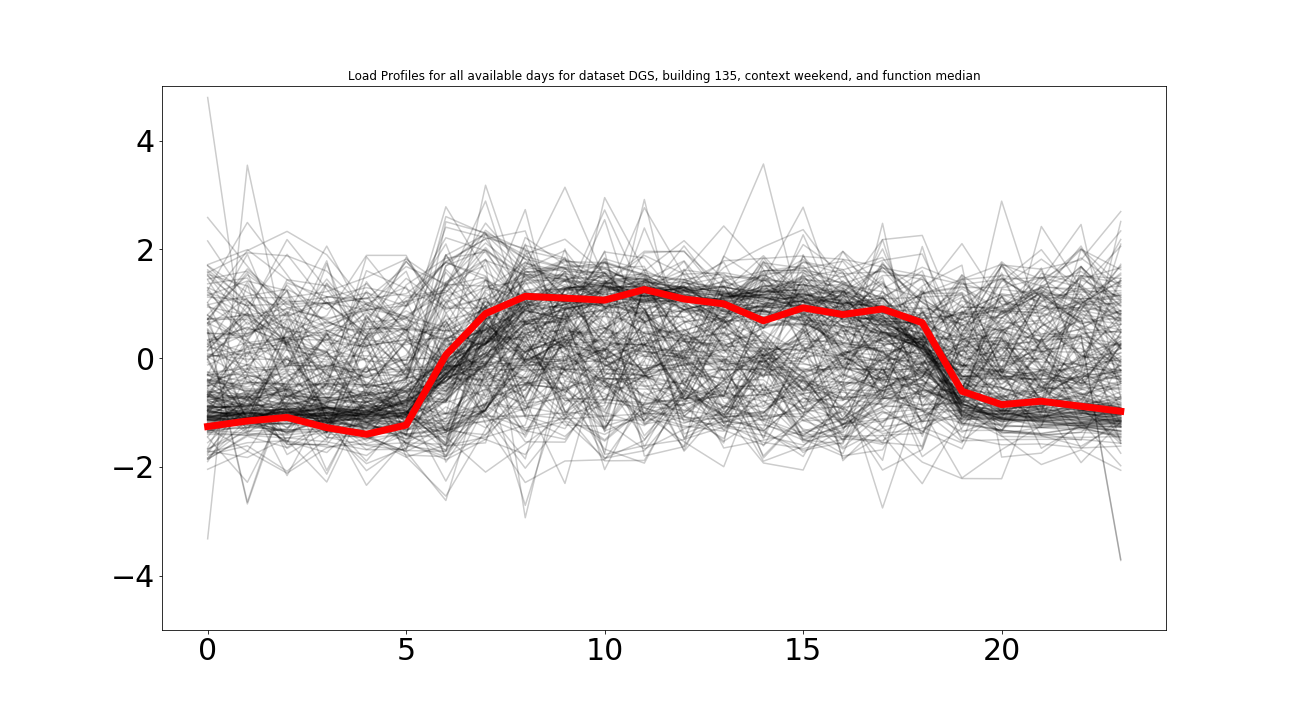 Load Profiles for all available days for dataset DGS, building 135, context weekend, and function median
4
2
0
−2
−4
0 5 10 15 20